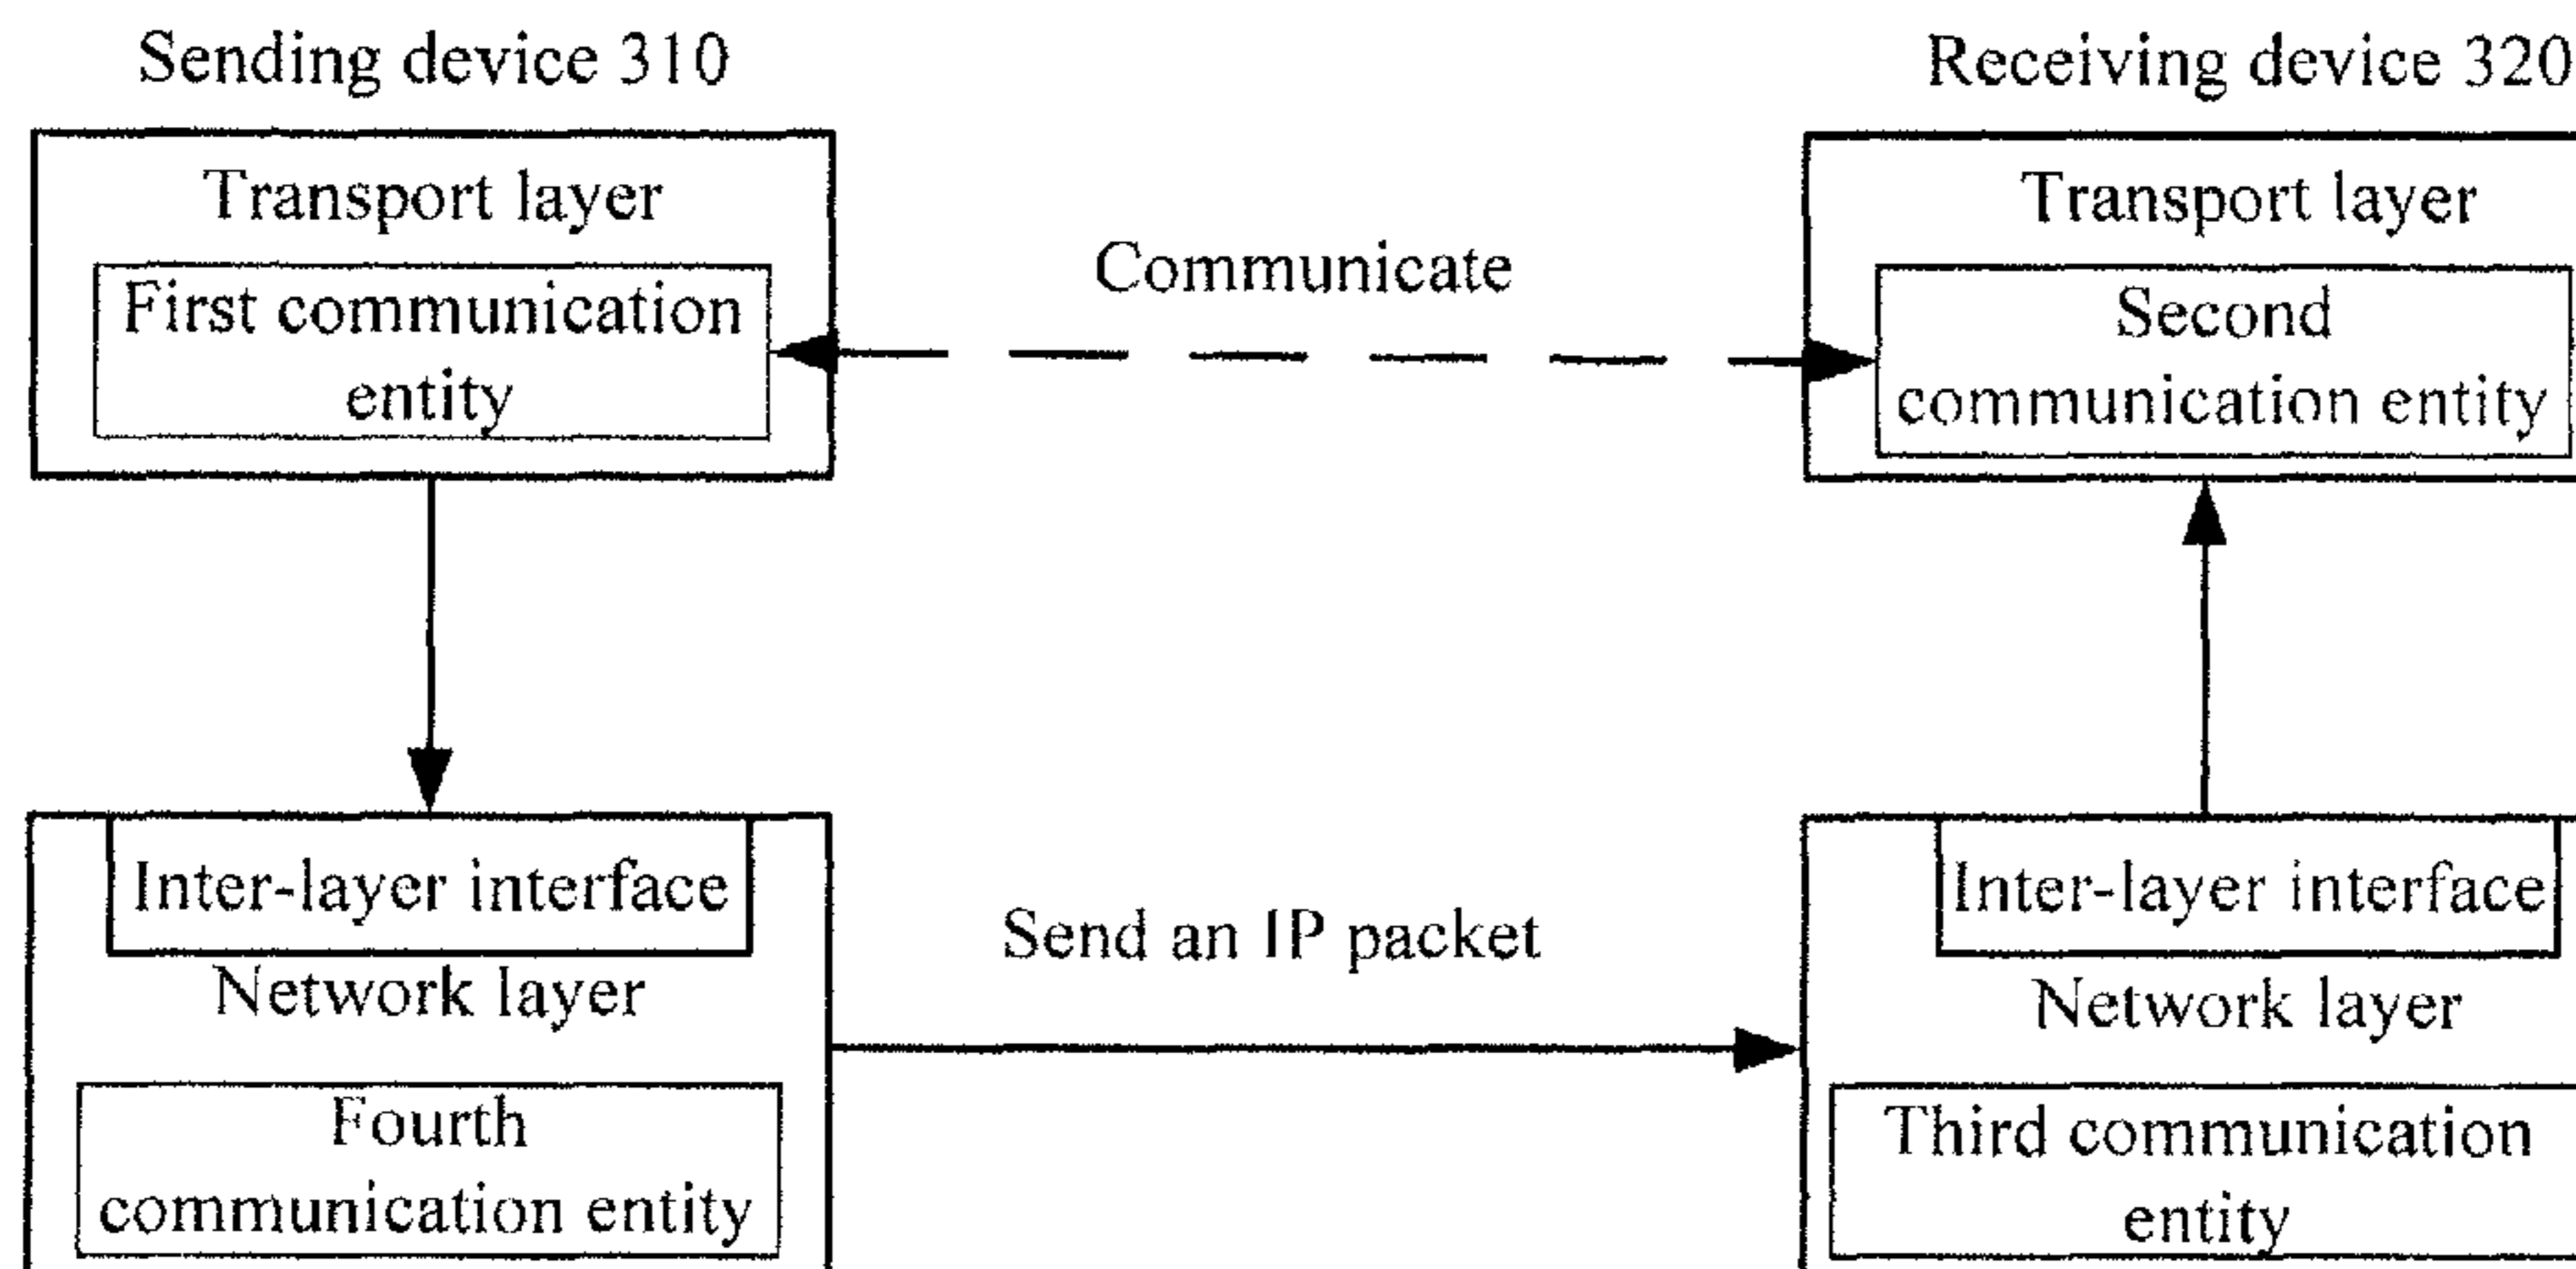 Sending device 310
Receiving device 320
Transport layer
First communication
entity
Communicate
Transport layer
Second
communication entity
Inter-layer interface
Network layer
Fourth
communication entity
Send an IP packet
Inter-layer interface
Network layer
Third communication
entity